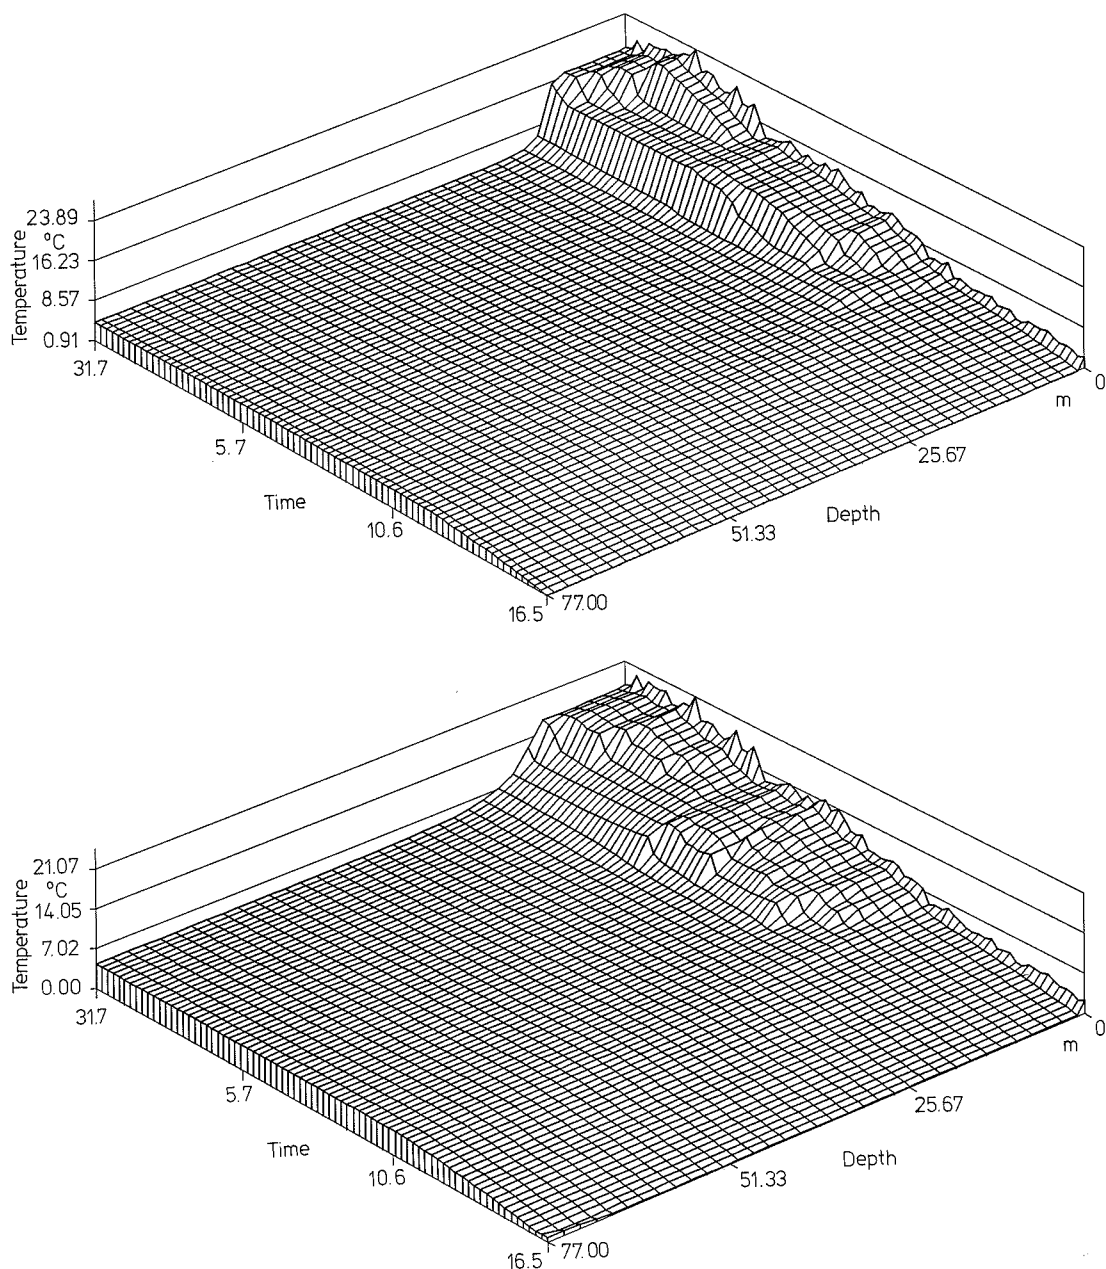 23.89
°C
16.23
8.57
0.91
Temperature
31.7
5.7
Time
10.6
16.5
77.00
51.33
Depth
25.67
m
0
21.07
°C
14.05
7.02
0.00
Temperature
31.7
5.7
Time
10.6
16.5
77.00
51.33
Depth
25.67
m
0